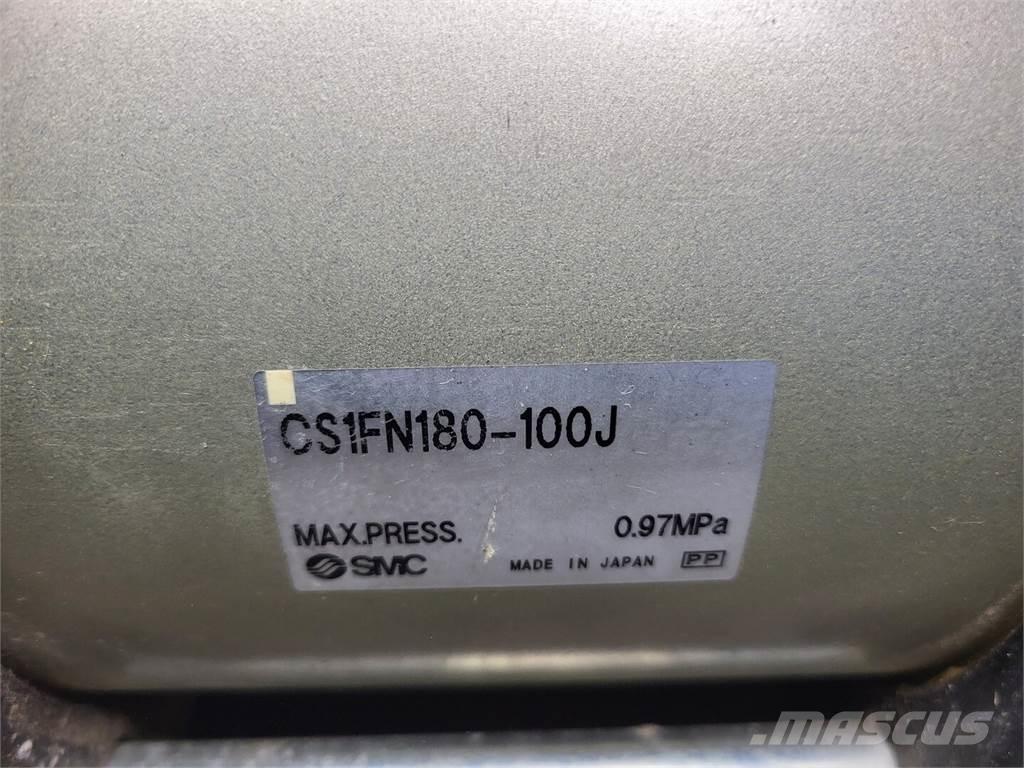 CS1FN180-100J
MAX.PRESS. 0.97MPa
SMC MADE IN JAPAN PP
MASCUS